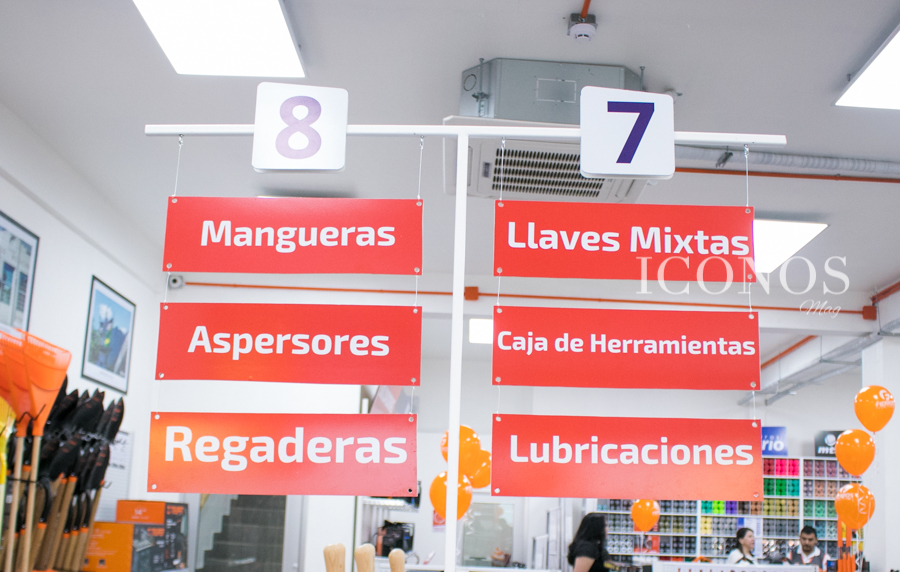 8
7
Mangueras
Llaves Mixtas
ICONOS
Mag
Aspersores
Caja de Herramientas
Regaderas
Lubricaciones